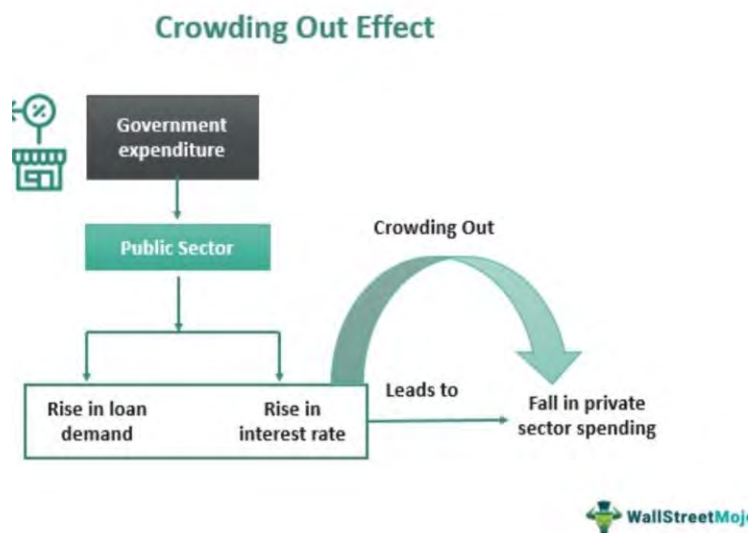 Crowding Out Effect
Government
expenditure
Public Sector
Crowding Out
Rise in loan
demand
Rise in
interest rate
Leads to
Fall in private
sector spending
WallStreetMojo